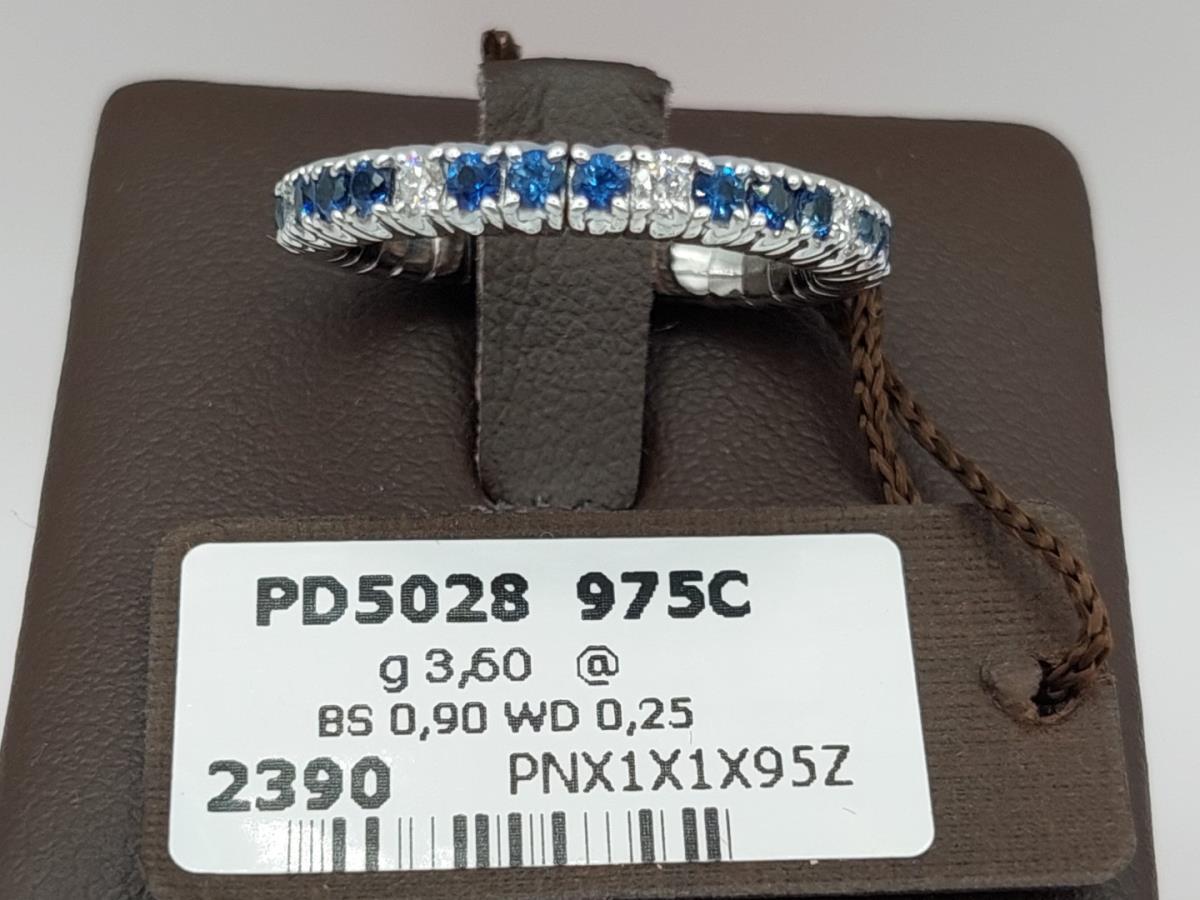 PD5028 975C
g 3,60 @
BS 0,90 WD 0,25
2390 PNX1X1X95Z